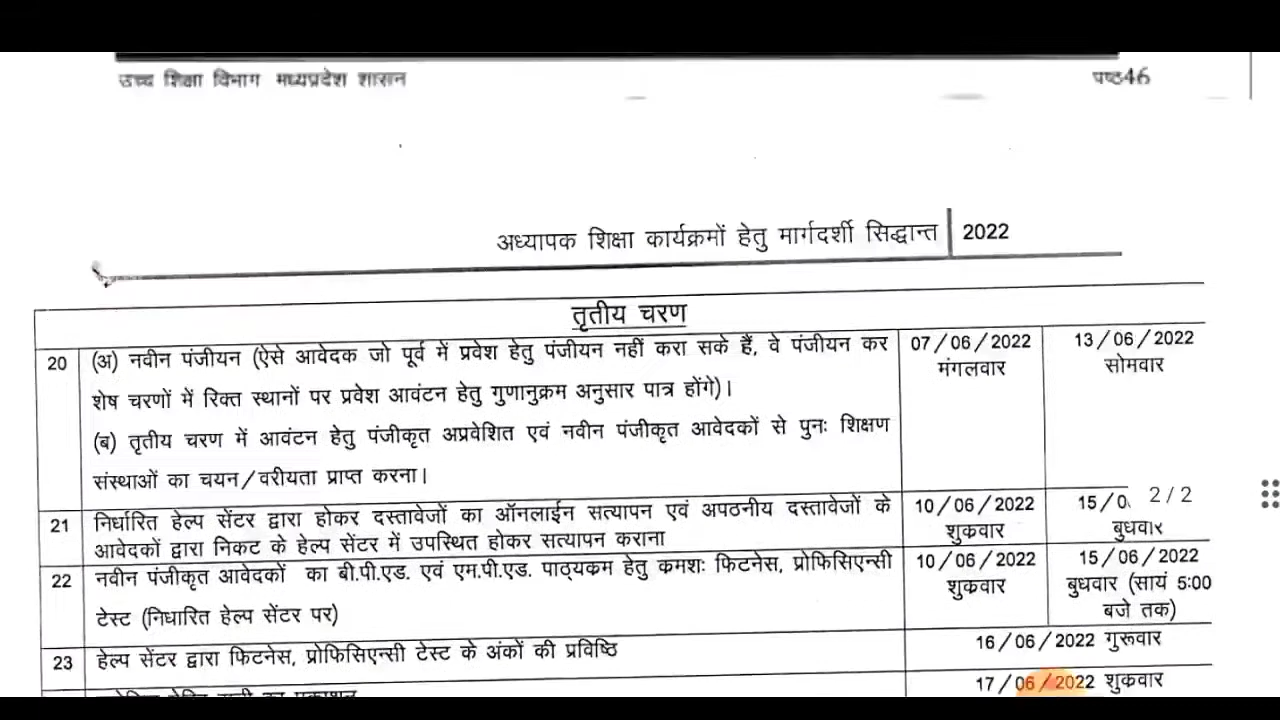 उच्च शिक्षा विभाग मध्यप्रदेश शासन
पष्ठ46
अध्यापक शिक्षा कार्यक्रमों हेतु मार्गदर्शी सिद्धान्त 2022
तृतीय चरण
20 (अ) नवीन पंजीयन (ऐसे आवेदक जो पूर्व में प्रवेश हेतु पंजीयन नहीं करा सके हैं, वे पंजीयन कर 07/06/2022 13/06/2022
शेष चरणों में रिक्त स्थानों पर प्रवेश आवंटन हेतु गुणानुक्रम अनुसार पात्र होंगे)। मंगलवार सोमवार
(ब) तृतीय चरण में आवंटन हेतु पंजीकृत अप्रवेशित एवं नवीन पंजीकृत आवेदकों से पुनः शिक्षण
संस्थाओं का चयन/वरीयता प्राप्त करना।
21 निर्धारित हेल्प सेंटर द्वारा होकर दस्तावेजों का ऑनलाईन सत्यापन एवं अपठनीय दस्तावेजों के 10/06/2022 15/0 2/2
आवेदकों द्वारा निकट के हेल्प सेंटर में उपस्थित होकर सत्यापन कराना शुक्रवार बुधवार
22 नवीन पंजीकृत आवेदकों का बी.पी.एड. एवं एम.पी.एड. पाठ्यकम हेतु कमशः फिटनेस, प्रोफिसिएन्सी 10/06/2022 15/06/2022
टेस्ट (निधारित हेल्प सेंटर पर) शुक्रवार बुधवार (सायं 5:00
बजे तक)
23 हेल्प सेंटर द्वारा फिटनेस, प्रोफिसिएन्सी टेस्ट के अंकों की प्रविष्ठि 16/06/2022 गुरूवार
17/06/2022 शुकवार